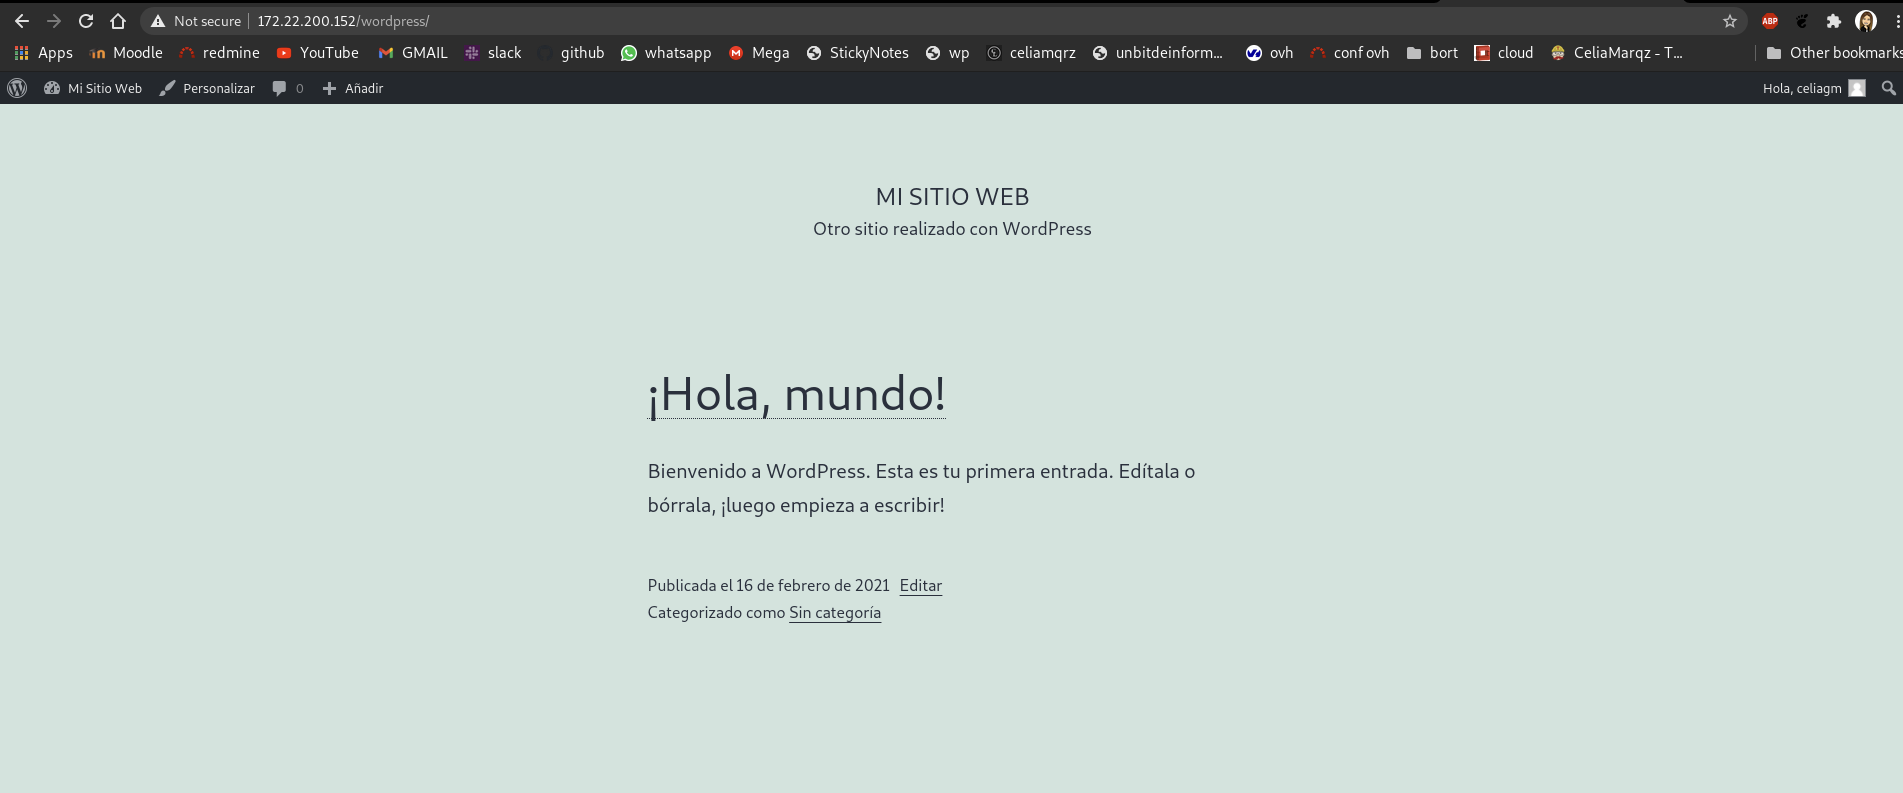 Not secure 172.22.200.152/wordpress/ ABP
Apps Moodle redmine YouTube GMAIL slack github whatsapp Mega StickyNotes wp celiamqrz unbitdeinform... ovh conf ovh bort cloud CeliaMarqz - T... Other bookmarks
Mi Sitio Web Personalizar 0 Añadir Hola, celiagm
MI SITIO WEB
Otro sitio realizado con WordPress
¡Hola, mundo!
Bienvenido a WordPress. Esta es tu primera entrada. Edítala o
bórrala, ¡luego empieza a escribir!
Publicada el 16 de febrero de 2021 Editar
Categorizado como Sin categoría